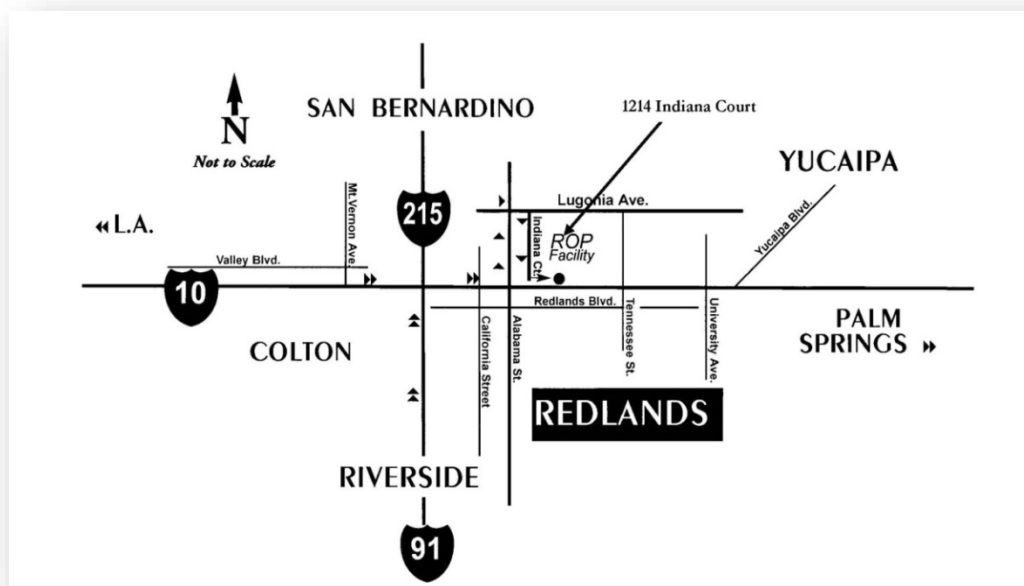 SAN BERNARDINO
1214 Indiana Court
N
Not to Scale
YUCAIPA
Mt.Vernon Ave.
215
Lugonia Ave.
L.A.
Indiana Ct.
ROP
Facility
Yucaipa Blvd.
Valley Blvd.
10
Redlands Blvd.
California Street
Alabama St.
Tennessee St.
University Ave.
PALM
SPRINGS
COLTON
REDLANDS
RIVERSIDE
91